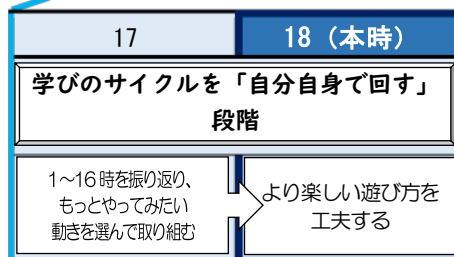 17
18（本時）
学びのサイクルを「自分自身で回す」
段階
1～16時を振り返り、
もっとやってみたい
動きを選んで取り組む
より楽しい遊び方を
工夫する